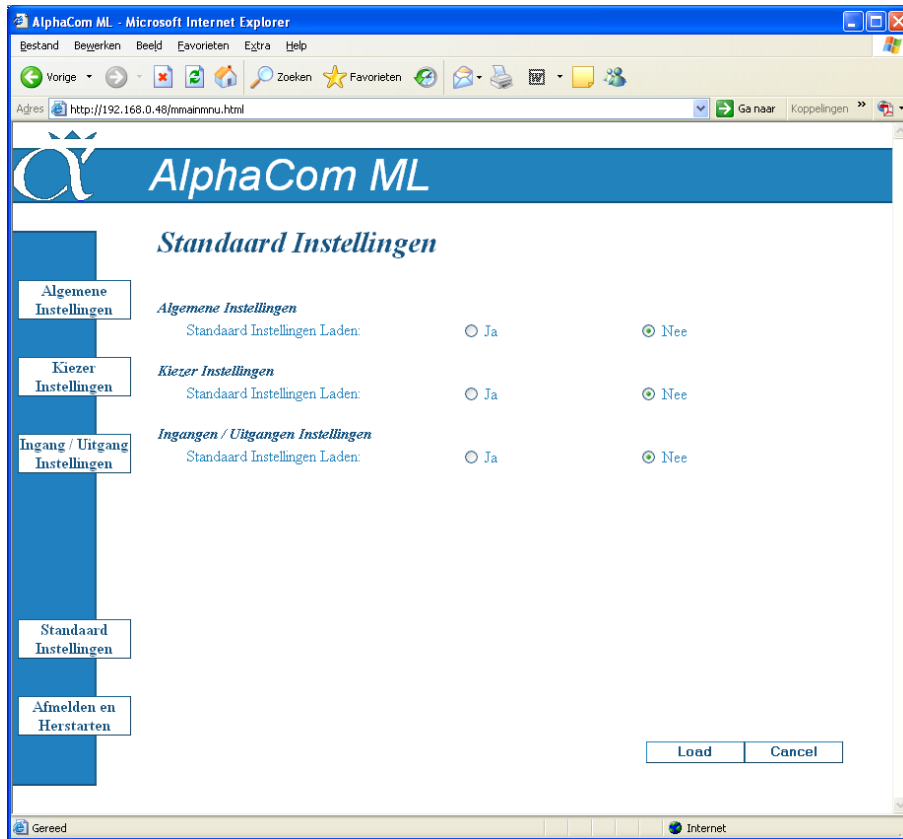 AlphaCom ML - Microsoft Internet Explorer
Bestand Bewerken Beeld Favorieten Extra Help
Vorige Zoeken Favorieten
Adres http://192.168.0.48/mmainmnu.html Ga naar Koppelingen »
AlphaCom ML
Standaard Instellingen
Algemene
Instellingen
Kiezer
Instellingen
Ingang / Uitgang
Instellingen
Standaard
Instellingen
Afmelden en
Herstarten
Algemene Instellingen
Standaard Instellingen Laden: Ja Nee
Kiezer Instellingen
Standaard Instellingen Laden: Ja Nee
Ingangen / Uitgangen Instellingen
Standaard Instellingen Laden: Ja Nee
Load Cancel
Gereed Internet